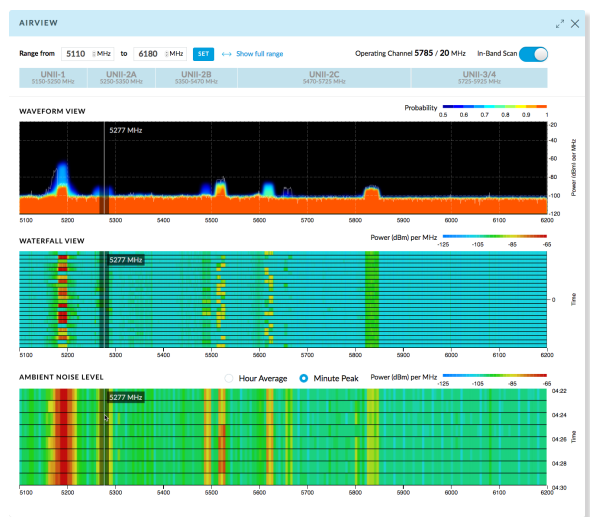 AIRVIEW
Range from 5110 MHz to 6180 MHz SET Show full range Operating Channel 5785 / 20 MHz In-Band Scan
UNII-1 UNII-2A UNII-2B UNII-2C UNII-3/4
5150-5250 MHz 5250-5350 MHz 5350-5470 MHz 5470-5725 MHz 5725-5925 MHz
WAVEFORM VIEW Probability 0.5 0.6 0.7 0.8 0.9 1
5277 MHz
-20
-40
-60
-80
-100
-120
Power (dBm) per MHz
5100 5200 5300 5400 5500 5600 5700 5800 5900 6000 6100 6200
WATERFALL VIEW Power (dBm) per MHz -125 -105 -85 -65
5277 MHz
0
Time
5100 5200 5300 5400 5500 5600 5700 5800 5900 6000 6100 6200
AMBIENT NOISE LEVEL Hour Average Minute Peak Power (dBm) per MHz -125 -105 -85 -65
5277 MHz
04:22
04:24
04:26
04:28
04:30
Time
5100 5200 5300 5400 5500 5600 5700 5800 5900 6000 6100 6200